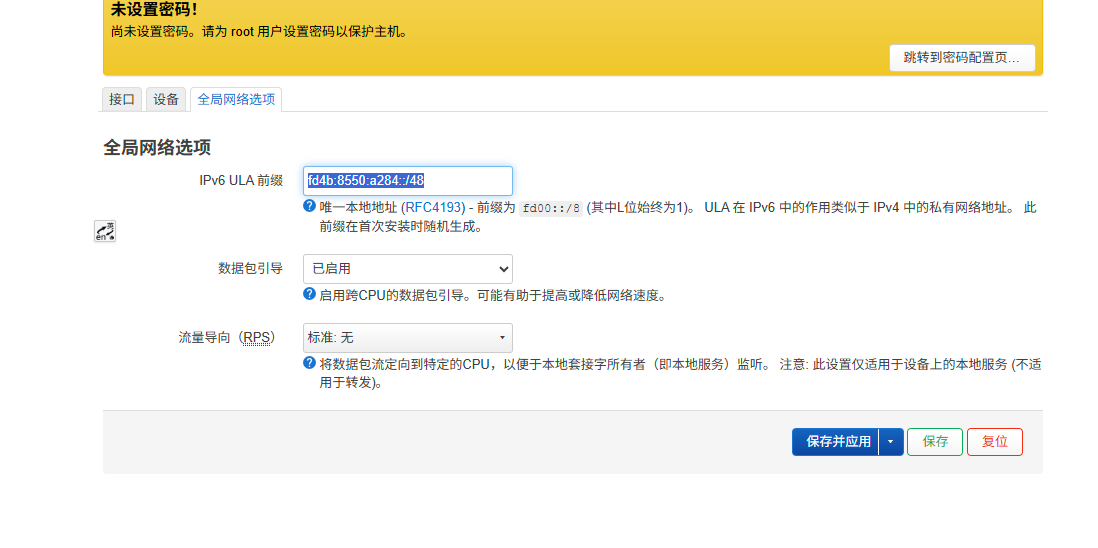 未设置密码！
尚未设置密码。请为 root 用户设置密码以保护主机。
跳转到密码配置页...
接口 设备 全局网络选项
全局网络选项
IPv6 ULA 前缀 fd4b:8550:a284::/48
唯一本地地址 (RFC4193) - 前缀为 fd00::/8 (其中L位始终为1)。 ULA 在 IPv6 中的作用类似于 IPv4 中的私有网络地址。 此
前缀在首次安装时随机生成。
英
en
数据包引导 已启用
启用跨CPU的数据包引导。可能有助于提高或降低网络速度。
流量导向（RPS） 标准: 无
将数据包流定向到特定的CPU，以便于本地套接字所有者（即本地服务）监听。 注意: 此设置仅适用于设备上的本地服务 (不适
用于转发)。
保存并应用 保存 复位